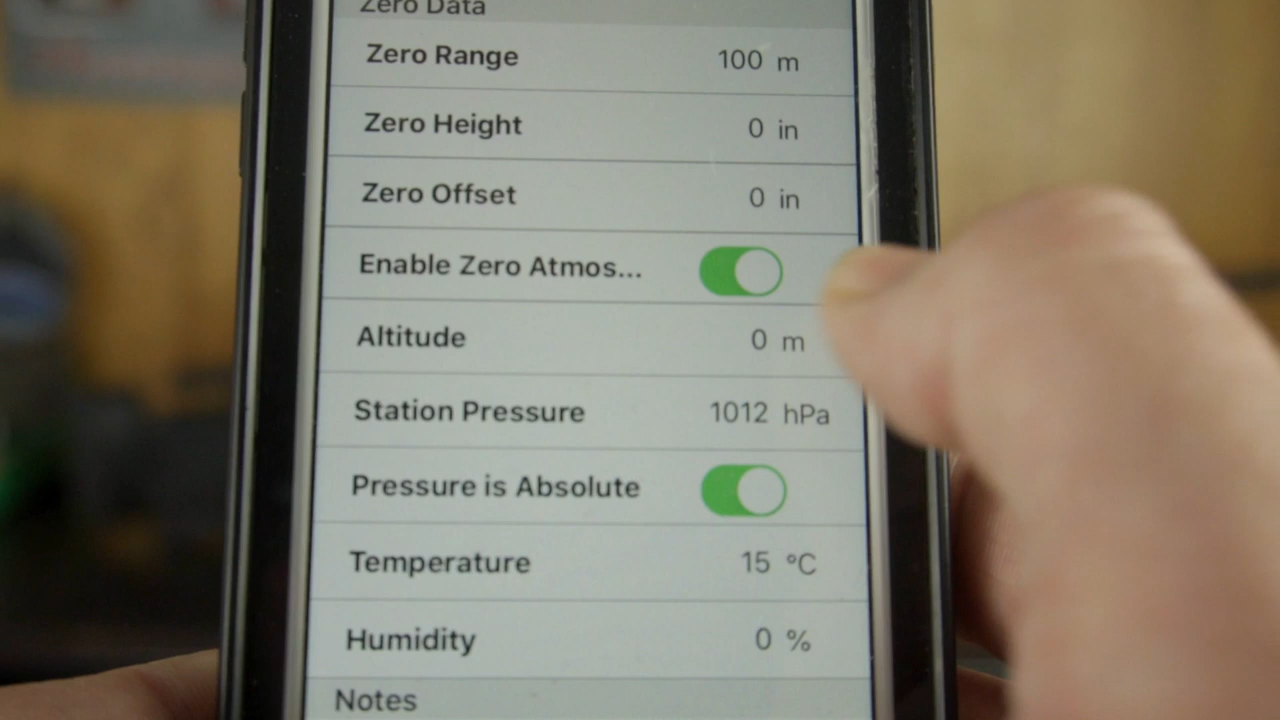 Zero Data
Zero Range 100 m
Zero Height 0 in
Zero Offset 0 in
Enable Zero Atmos...
Altitude 0 m
Station Pressure 1012 hPa
Pressure is Absolute
Temperature 15 °C
Humidity 0 %
Notes